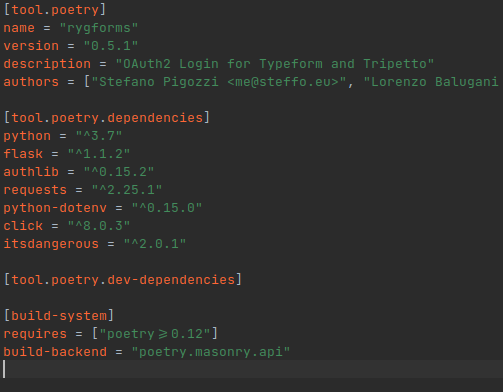 [tool.poetry]
name = "rygforms"
version = "0.5.1"
description = "OAuth2 Login for Typeform and Tripetto"
authors = ["Stefano Pigozzi <me@steffo.eu>", "Lorenzo Balugani
[tool.poetry.dependencies]
python = "^3.7"
flask = "^1.1.2"
authlib = "^0.15.2"
requests = "^2.25.1"
python-dotenv = "^0.15.0"
click = "^8.0.3"
itsdangerous = "^2.0.1"
[tool.poetry.dev-dependencies]
[build-system]
requires = ["poetry>=0.12"]
build-backend = "poetry.masonry.api"